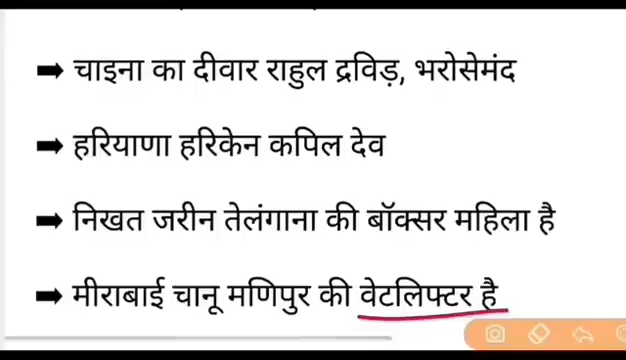 ➡ चाइना का दीवार राहुल द्रविड़, भरोसेमंद
➡ हरियाणा हरिकेन कपिल देव
➡ निखत जरीन तेलंगाना की बॉक्सर महिला है
➡ मीराबाई चानू मणिपुर की वेटलिफ्टर है